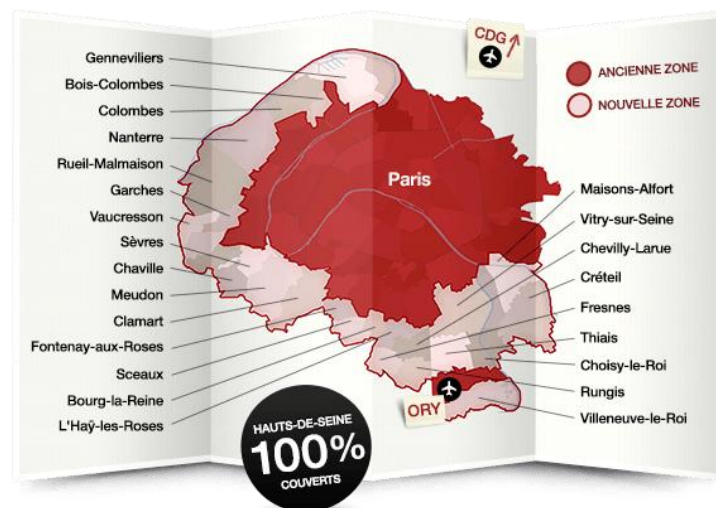 CDG
ANCIENNE ZONE
NOUVELLE ZONE
Genneviliers
Bois-Colombes
Colombes
Nanterre
Rueil-Malmaison
Garches
Vaucresson
Sèvres
Chaville
Meudon
Clamart
Fontenay-aux-Roses
Sceaux
Bourg-la-Reine
L'Haÿ-les-Roses
Paris
Maisons-Alfort
Vitry-sur-Seine
Chevilly-Larue
Créteil
Fresnes
Thiais
Choisy-le-Roi
Rungis
Villeneuve-le-Roi
ORY
HAUTS-DE-SEINE
100%
COUVERTS